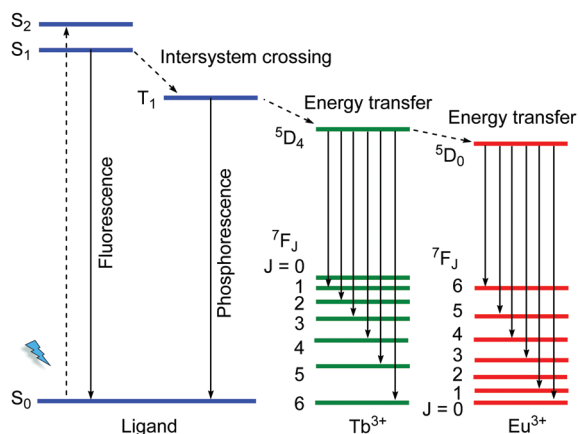 S2
S1
Intersystem crossing
T1
Energy transfer
Energy transfer
5D4
5D0
Fluorescence
Phosphorescence
7FJ
J = 0
1
2
3
4
5
6
7FJ
6
5
4
3
2
1
J = 0
S0
Ligand
Tb3+
Eu3+